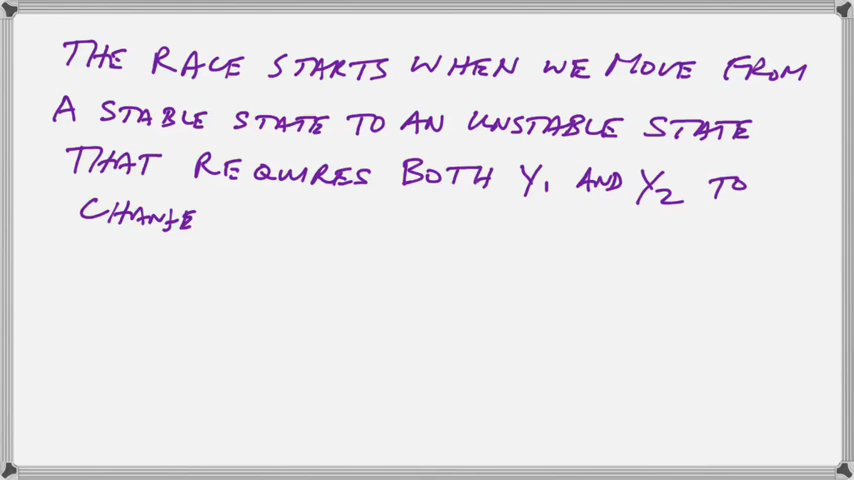 THE RACE STARTS WHEN WE MOVE FROM
A STABLE STATE TO AN UNSTABLE STATE
THAT REQUIRES BOTH Y₁ AND Y₂ TO
CHANGE